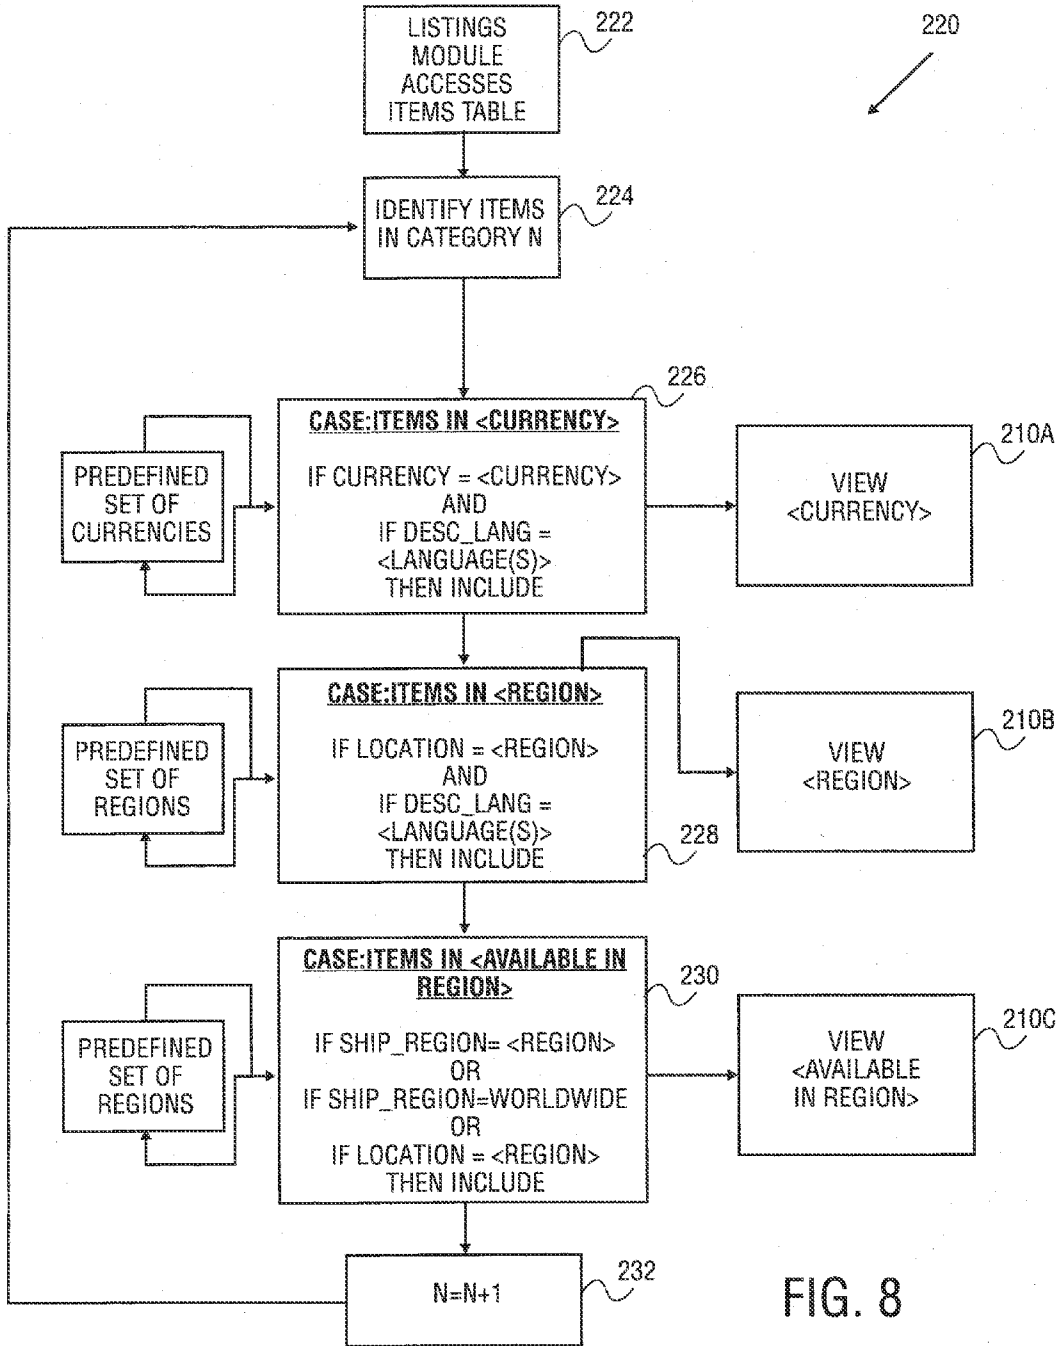 LISTINGS
MODULE
ACCESSES
ITEMS TABLE
222
220
IDENTIFY ITEMS
IN CATEGORY N
224
226
CASE:ITEMS IN <CURRENCY>
IF CURRENCY = <CURRENCY>
AND
IF DESC_LANG =
<LANGUAGE(S)>
THEN INCLUDE
PREDEFINED
SET OF
CURRENCIES
210A
VIEW
<CURRENCY>
CASE:ITEMS IN <REGION>
IF LOCATION = <REGION>
AND
IF DESC_LANG =
<LANGUAGE(S)>
THEN INCLUDE
228
PREDEFINED
SET OF
REGIONS
210B
VIEW
<REGION>
CASE:ITEMS IN <AVAILABLE IN
REGION>
IF SHIP_REGION= <REGION>
OR
IF SHIP_REGION=WORLDWIDE
OR
IF LOCATION = <REGION>
THEN INCLUDE
230
PREDEFINED
SET OF
REGIONS
210C
VIEW
<AVAILABLE
IN REGION>
N=N+1
232
FIG. 8